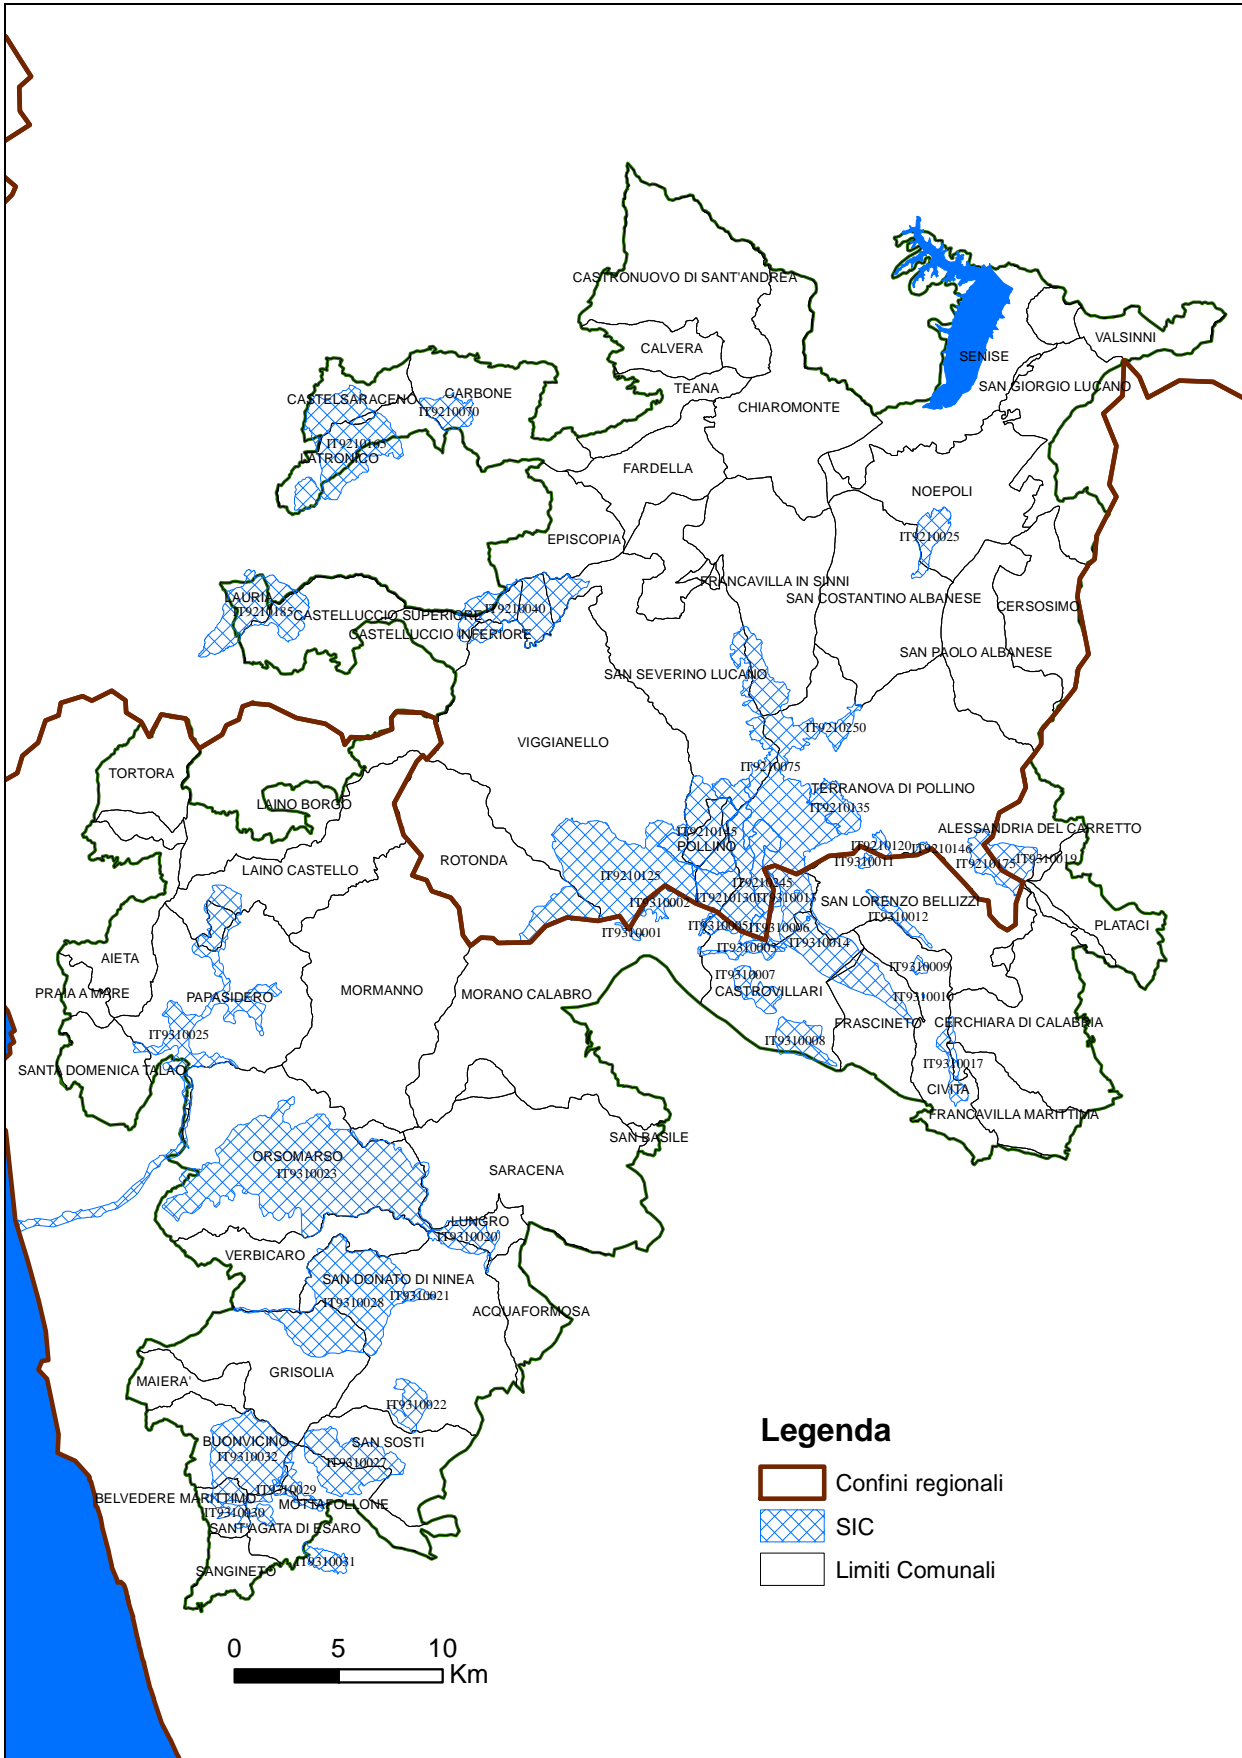 CASTRONUOVO DI SANT'ANDREA
VALSINNI
CALVERA
SENISE
TEANA
SAN GIORGIO LUCANO
CARBONE
CASTELSARACENO
CHIAROMONTE
IT9210070
IT9210165
LATRONICO
FARDELLA
NOEPOLI
IT9210025
EPISCOPIA
FRANCAVILLA IN SINNI
SAN COSTANTINO ALBANESE
CERSOSIMO
LAURIA
IT9210185
CASTELLUCCIO SUPERIORE
IT9210040
CASTELLUCCIO INFERIORE
SAN PAOLO ALBANESE
SAN SEVERINO LUCANO
IT9210250
VIGGIANELLO
IT9210075
TORTORA
TERRANOVA DI POLLINO
LAINO BORGO
IT9210135
ALESSANDRIA DEL CARRETTO
IT9210145
POLLINO
IT9210120
IT9210146
IT9310011
IT9210175
IT9310019
ROTONDA
LAINO CASTELLO
IT9210125
IT9210245
IT9210130
IT9310013
SAN LORENZO BELLIZZI
IT9310002
IT9310012
IT9310001
IT9310005
IT9310006
PLATACI
IT9310003
IT9310014
AIETA
IT9310007
IT9310009
PRAIA A MARE
PAPASIDERO
MORMANNO
MORANO CALABRO
CASTROVILLARI
IT9310010
IT9310025
FRASCINETO
CERCHIARA DI CALABRIA
IT9310008
SANTA DOMENICA TALAO
IT9310017
CIVITA
FRANCAVILLA MARITTIMA
SAN BASILE
ORSOMARSO
IT9310023
SARACENA
LUNGRO
IT9310020
VERBICARO
SAN DONATO DI NINEA
IT9310021
IT9310028
ACQUAFORMOSA
GRISOLIA
MAIERA'
IT9310022
BUONVICINO
SAN SOSTI
IT9310032
IT9310027
IT9310029
BELVEDERE MARITTIMO
MOTTAFOLLONE
IT9310030
SANT'AGATA DI ESARO
IT9310031
SANGINETO
Legenda
Confini regionali
SIC
Limiti Comunali
0 5 10
Km